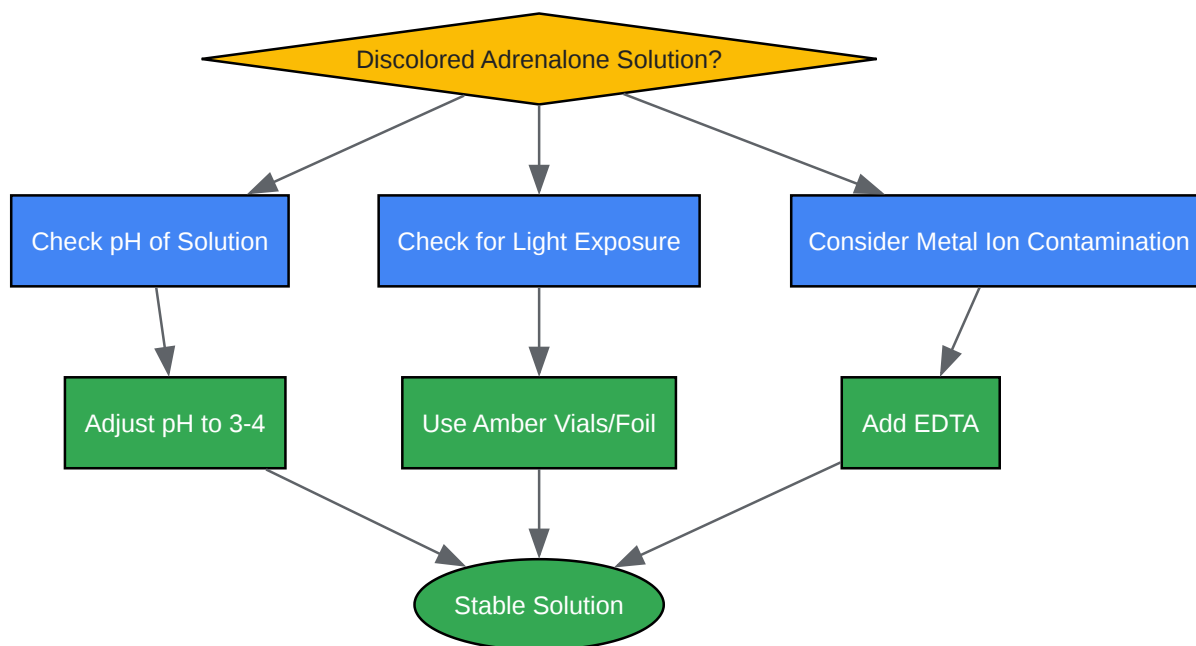 Discolored Adrenalone Solution?
Check pH of Solution
Check for Light Exposure
Consider Metal Ion Contamination
Adjust pH to 3-4
Use Amber Vials/Foil
Add EDTA
Stable Solution